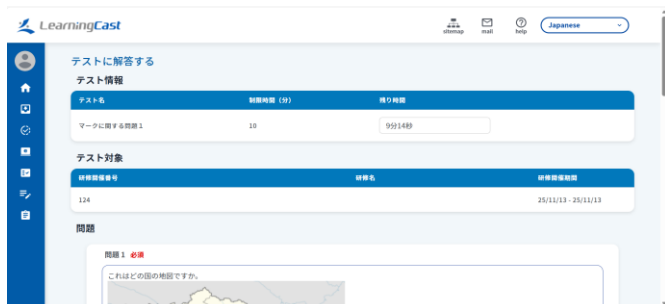 LearningCast
sitemap
mail
help
Japanese
テストに解答する
テスト情報
テスト名 制限時間（分） 残り時間
マークに関する問題１ 10 9分14秒
テスト対象
研修開催番号 研修名 研修開催期間
124 25/11/13 - 25/11/13
問題
問題１ 必須
これはどの国の地図ですか。